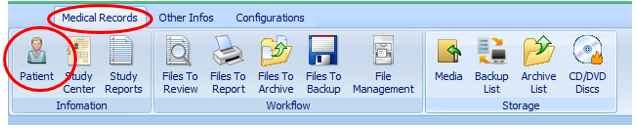 Medical Records Other Infos Configurations
Patient Study Center Study Reports Files To Review Files To Report Files To Archive Files To Backup File Management Media Backup List Archive List CD/DVD Discs
Infomation Workflow Storage